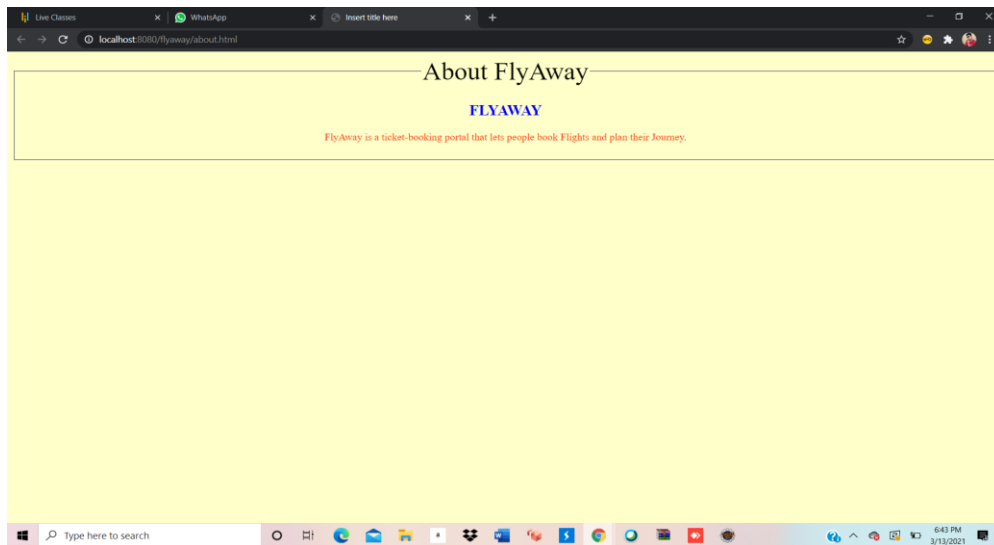 Live Classes
WhatsApp
Insert title here
localhost:8080/flyaway/about.html
About FlyAway
FLYAWAY
FlyAway is a ticket-booking portal that lets people book Flights and plan their Journey.
Type here to search
6:43 PM
3/13/2021